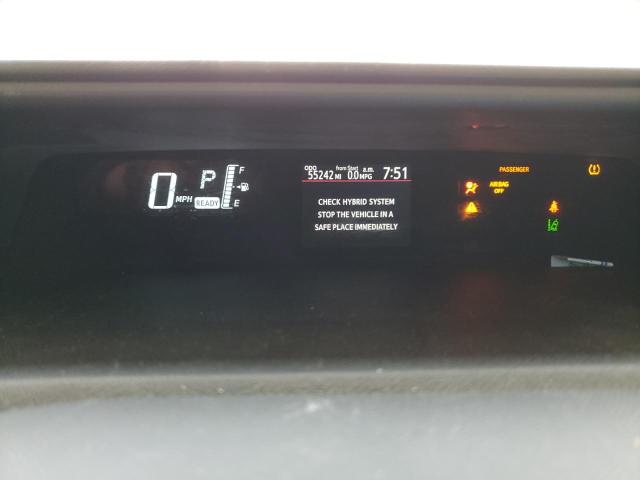 0 MPH
P
READY
F
E
ODO
55242 MI
from Start
0.0 MPG
a.m.
7:51
CHECK HYBRID SYSTEM
STOP THE VEHICLE IN A
SAFE PLACE IMMEDIATELY
PASSENGER
AIR BAG
OFF